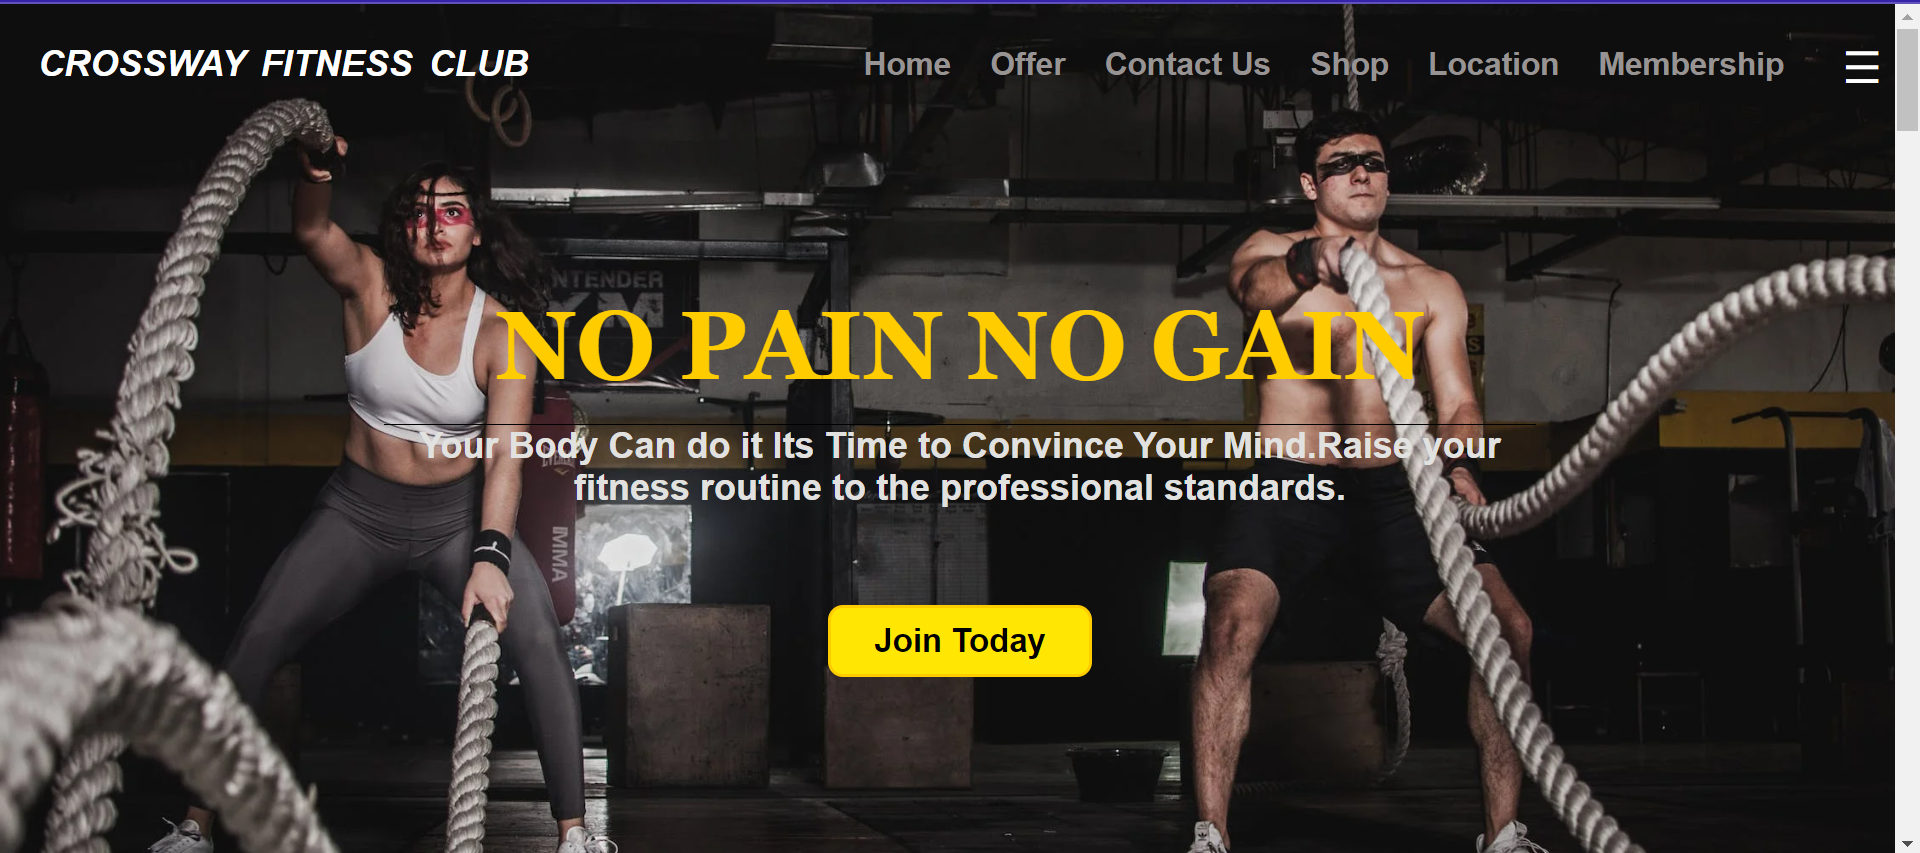 CROSSWAY FITNESS CLUB
Home Offer Contact Us Shop Location Membership
NTENDER
NO PAIN NO GAIN
Your Body Can do it Its Time to Convince Your Mind.Raise your
fitness routine to the professional standards.
IMMA
Join Today